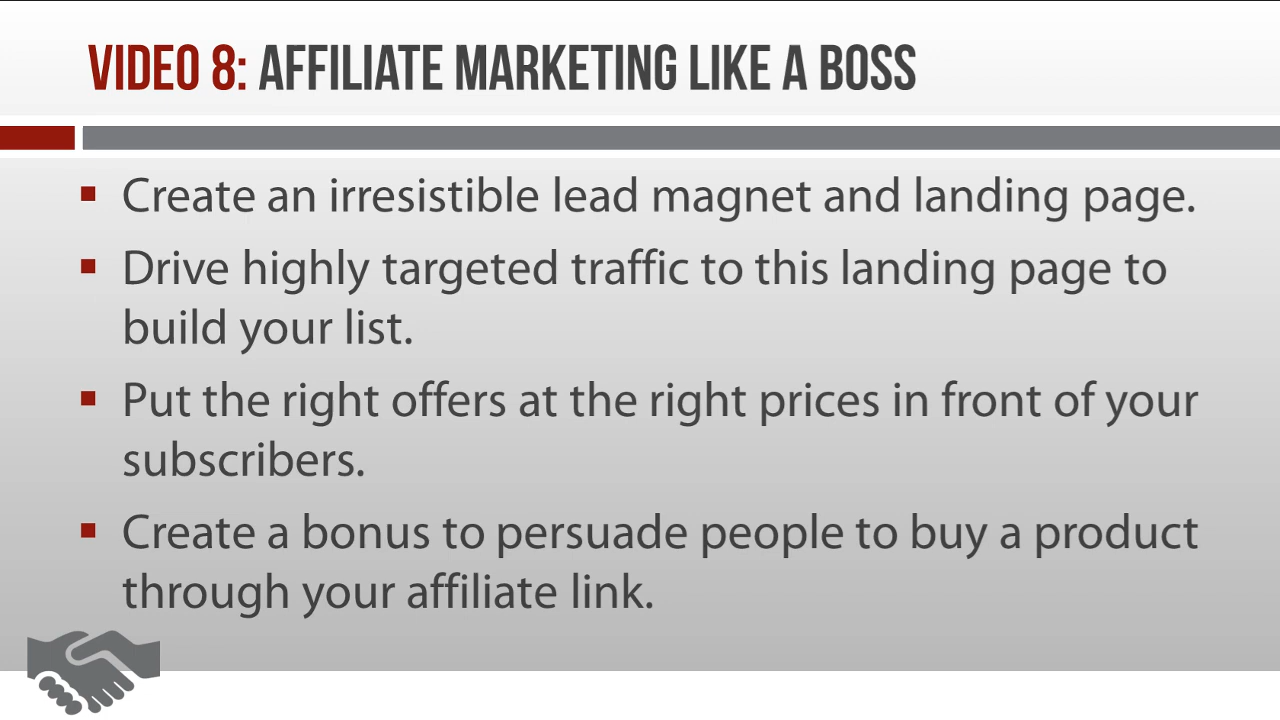 VIDEO 8: AFFILIATE MARKETING LIKE A BOSS
▪ Create an irresistible lead magnet and landing page.
▪ Drive highly targeted traffic to this landing page to
build your list.
▪ Put the right offers at the right prices in front of your
subscribers.
▪ Create a bonus to persuade people to buy a product
through your affiliate link.